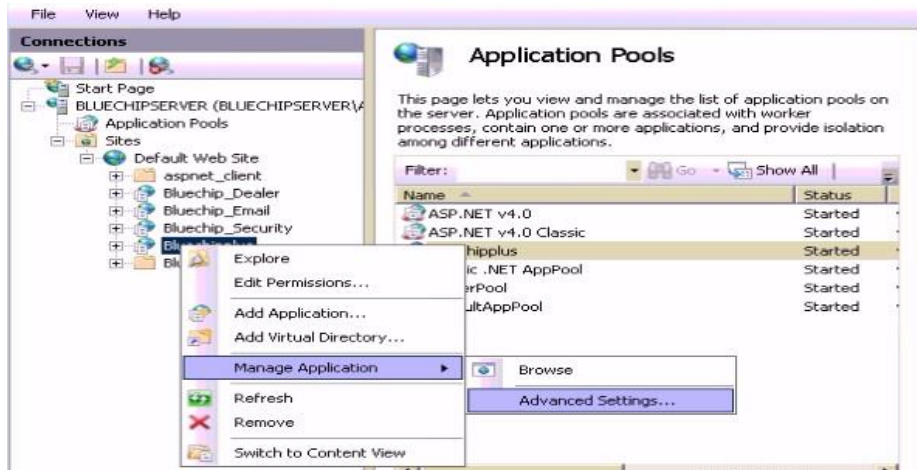 File View Help
Connections
Start Page
BLUECHIPSERVER (BLUECHIPSERVER\A
Application Pools
Sites
Default Web Site
aspnet_client
Bluechip_Dealer
Bluechip_Email
Bluechip_Security
Explore
Edit Permissions...
Add Application...
Add Virtual Directory...
Manage Application
Refresh
Remove
Switch to Content View
Browse
Advanced Settings...
Application Pools
This page lets you view and manage the list of application pools on
the server. Application pools are associated with worker
processes, contain one or more applications, and provide isolation
among different applications.
Filter: Go Show All
Name Status
ASP.NET v4.0 Started
ASP.NET v4.0 Classic Started
hipplus Started
ic .NET AppPool Started
erPool Started
ultAppPool Started